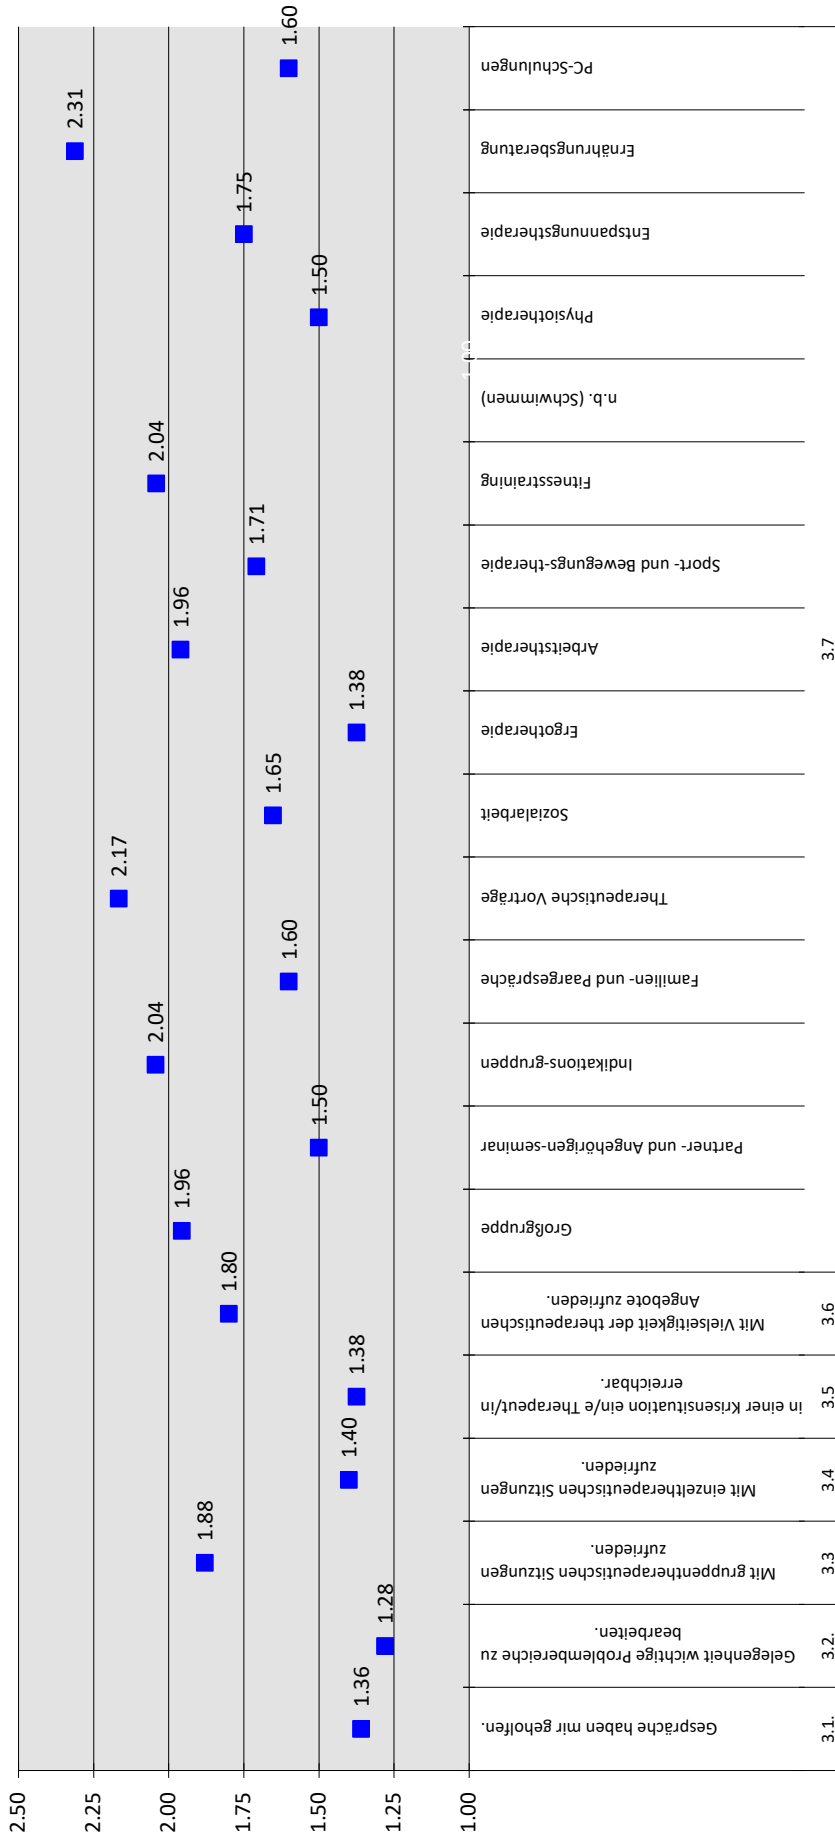 2.50
2.25
2.00
1.75
1.50
1.25
1.00
1.36
1.28
1.88
1.40
1.38
1.80
1.96
1.50
2.04
1.60
2.17
1.65
1.38
1.96
1.71
2.04
1.00
1.50
1.75
2.31
1.60
Gespräche haben mir geholfen.
Gelegenheit wichtige Problembereiche zu
bearbeiten.
Mit gruppentherapeutischen Sitzungen
zufrieden.
Mit einzeltherapeutischen Sitzungen
zufrieden.
in einer Krisensituation ein/e Therapeut/in
erreichbar.
Mit Vielseitigkeit der therapeutischen
Angebote zufrieden.
Großgruppe
Partner- und Angehörigen-seminar
Indikations-gruppen
Familien- und Paargespräche
Therapeutische Vorträge
Sozialarbeit
Ergotherapie
Arbeitstherapie
Sport- und Bewegungs-therapie
Fitnesstraining
n.b. (Schwimmen)
Physiotherapie
Entspannungstherapie
Ernährungsberatung
PC-Schulungen
3.1.
3.2.
3.3
3.4
3.5
3.6
3.7